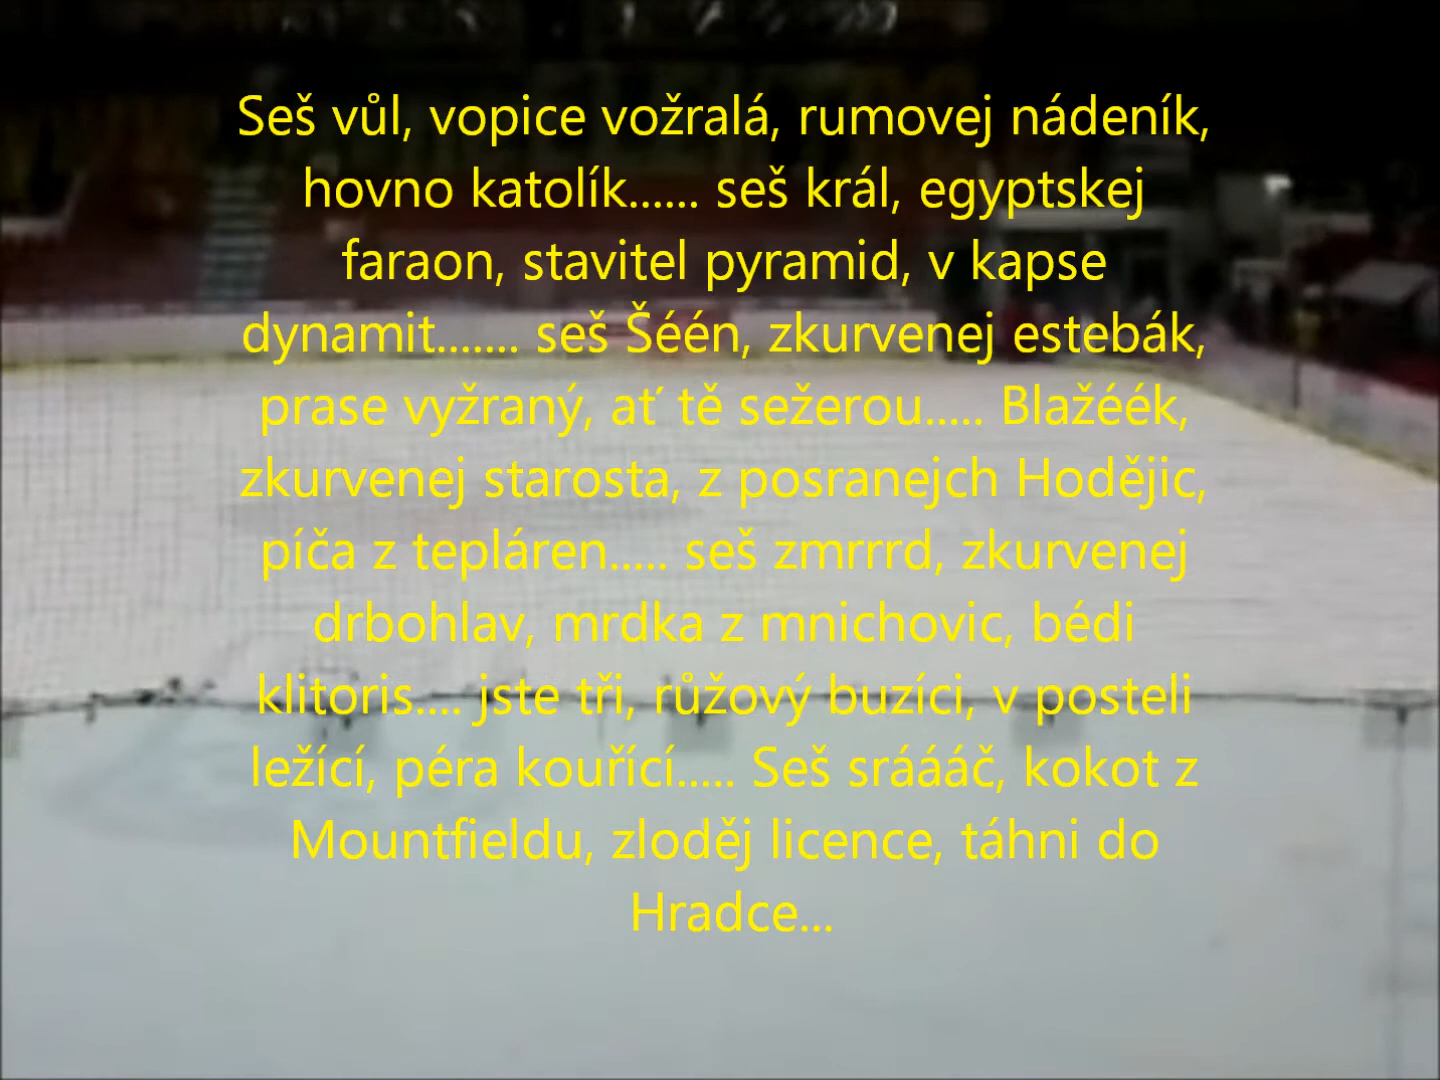 Seš vůl, vopice vožralá, rumovej nádeník,
hovno katolík...... seš král, egyptskej
faraon, stavitel pyramid, v kapse
dynamit....... seš Šéén, zkurvenej estebák,
prase vyžraný, ať tě sežerou..... Blažéék,
zkurvenej starosta, z posranejch Hodějic,
píča z tepláren..... seš zmrrrd, zkurvenej
drbohlav, mrdka z mnichovic, bédi
klitoris.... jste tři, růžový buzíci, v posteli
ležící, péra kouřící..... Seš sráááč, kokot z
Mountfieldu, zloděj licence, táhni do
Hradce...